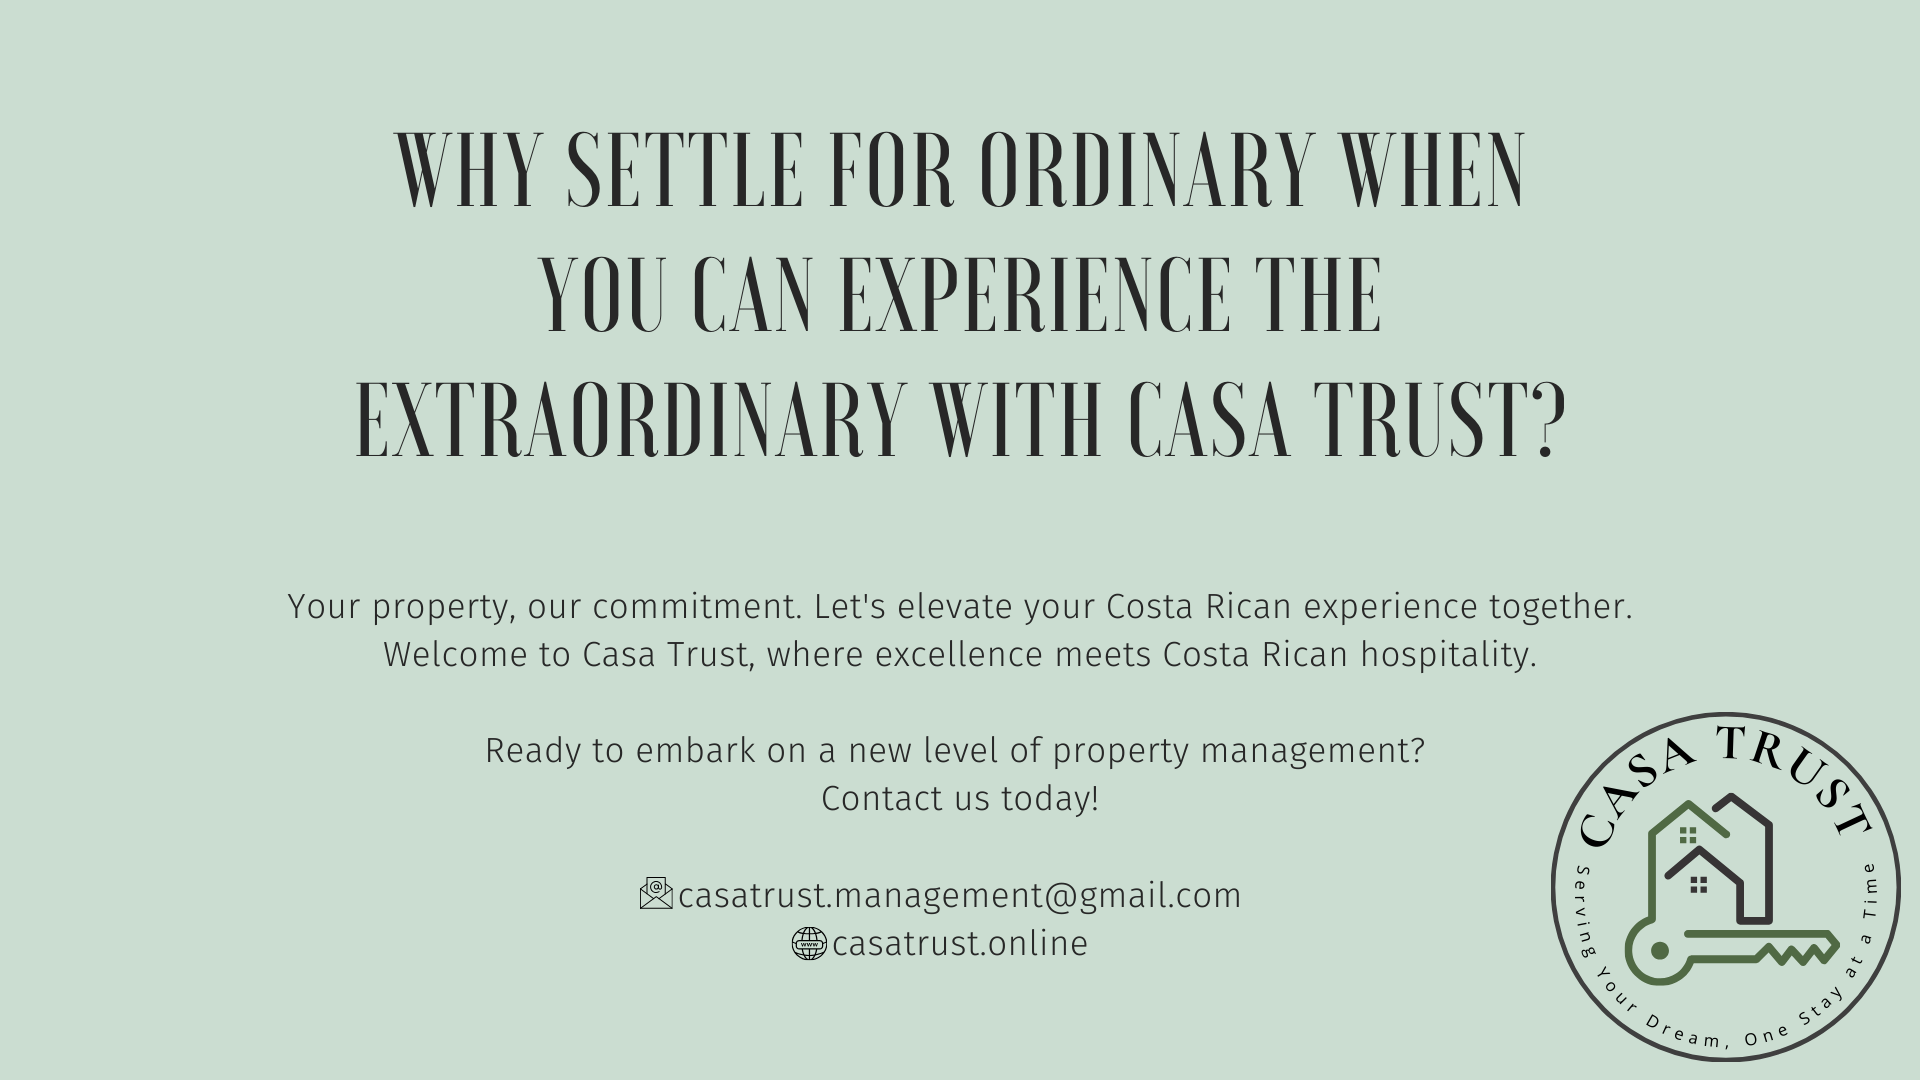 WHY SETTLE FOR ORDINARY WHEN
YOU CAN EXPERIENCE THE
EXTRAORDINARY WITH CASA TRUST?
Your property, our commitment. Let's elevate your Costa Rican experience together.
Welcome to Casa Trust, where excellence meets Costa Rican hospitality.
Ready to embark on a new level of property management?
Contact us today!
@ casatrust.management@gmail.com
www casatrust.online
CASA TRUST
Serving Your Dream, One Stay at a Time